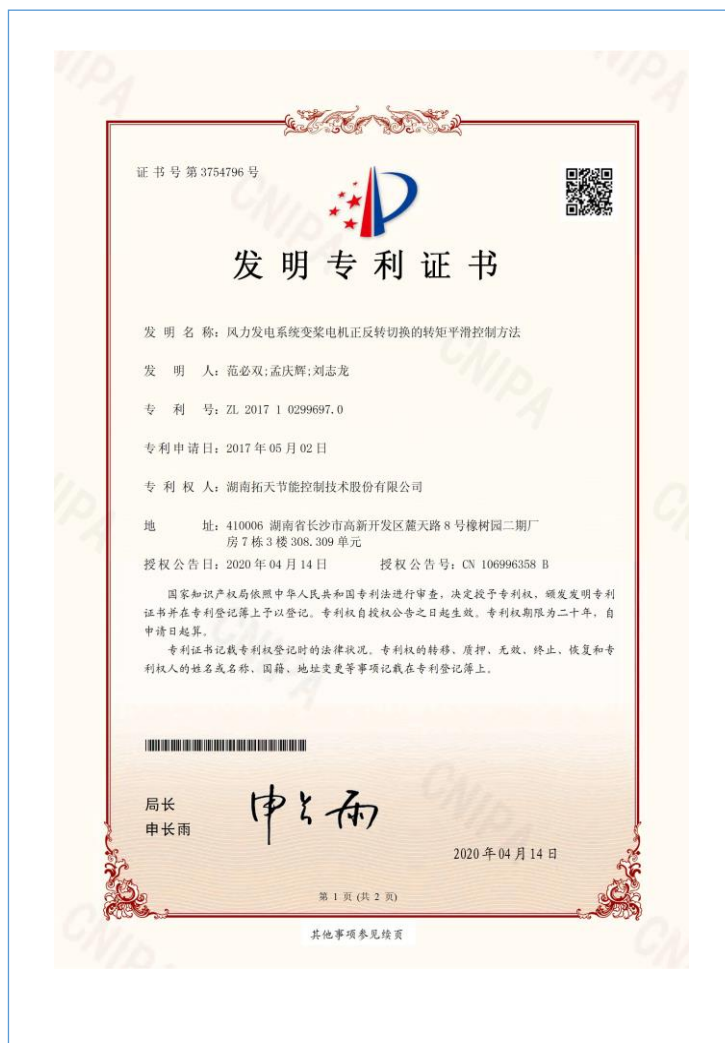 证书号第3754796号
发明专利证书
发明名称：风力发电系统变桨电机正反转切换的转矩平滑控制方法
发明人：范必双;孟庆辉;刘志龙
专利号：ZL 2017 1 0299697.0
专利申请日：2017年05月02日
专利权人：湖南拓天节能控制技术股份有限公司
地址：410006 湖南省长沙市高新开发区麓天路8号橡树园二期厂
房7栋3楼308.309单元
授权公告日：2020年04月14日 授权公告号：CN 106996358 B
国家知识产权局依照中华人民共和国专利法进行审查，决定授予专利权，颁发发明专利
证书并在专利登记簿上予以登记。专利权自授权公告之日起生效。专利权期限为二十年，自
申请日起算。
专利证书记载专利权登记时的法律状况。专利权的转移、质押、无效、终止、恢复和专
利权人的姓名或名称、国籍、地址变更等事项记载在专利登记簿上。
局长
申长雨
申长雨
2020年04月14日
第 1 页 (共 2 页)
其他事项参见续页
CNIPA
CNIPA
CNIPA
CNIPA
CNIPA
CNIPA
CNIPA
CNIPA